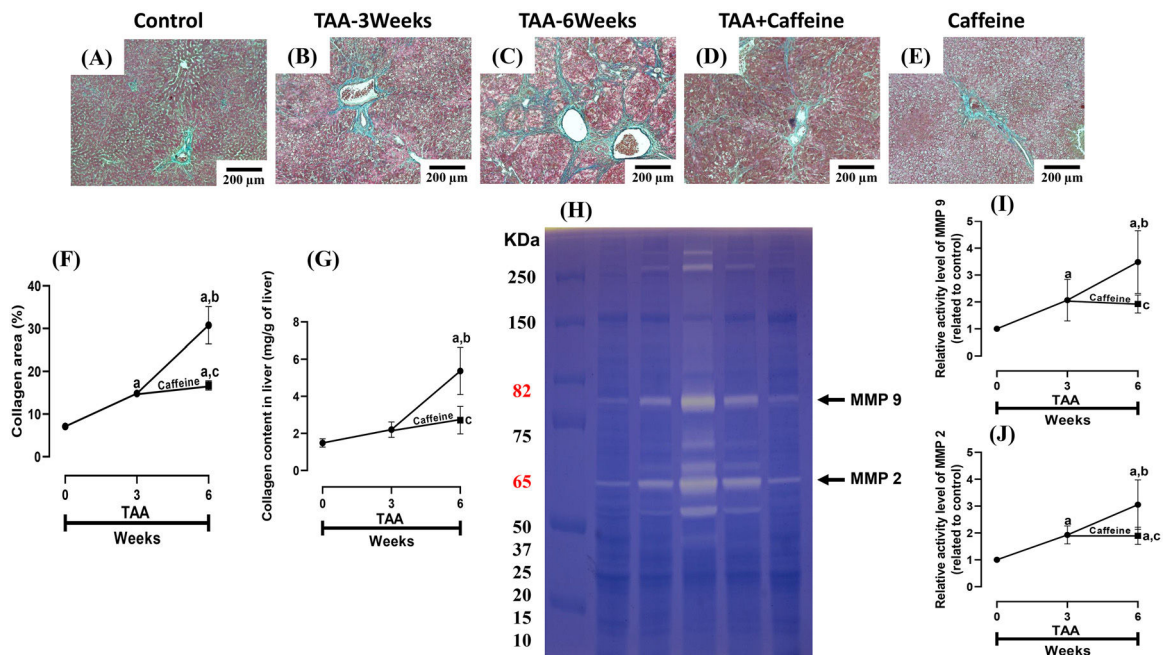 Control
TAA-3Weeks
TAA-6Weeks
TAA+Caffeine
Caffeine
(A)
200 µm
(B)
200 µm
(C)
200 µm
(D)
200 µm
(E)
200 µm
(F)
Collagen area (%)
40
30
20
10
0
a
a,b
a,c
Caffeine
0
3
6
TAA
Weeks
(G)
Collagen content in liver (mg/g of liver)
8
6
4
2
0
a,b
c
Caffeine
0
3
6
TAA
Weeks
(H)
KDa
250
150
82
75
65
50
37
25
20
15
10
MMP 9
MMP 2
(I)
Relative activity level of MMP 9
(related to control)
5
4
3
2
1
0
a
a,b
Caffeine
c
0
3
6
TAA
Weeks
(J)
Relative activity level of MMP 2
(related to control)
5
4
3
2
1
0
a
a,b
Caffeine
a,c
0
3
6
TAA
Weeks